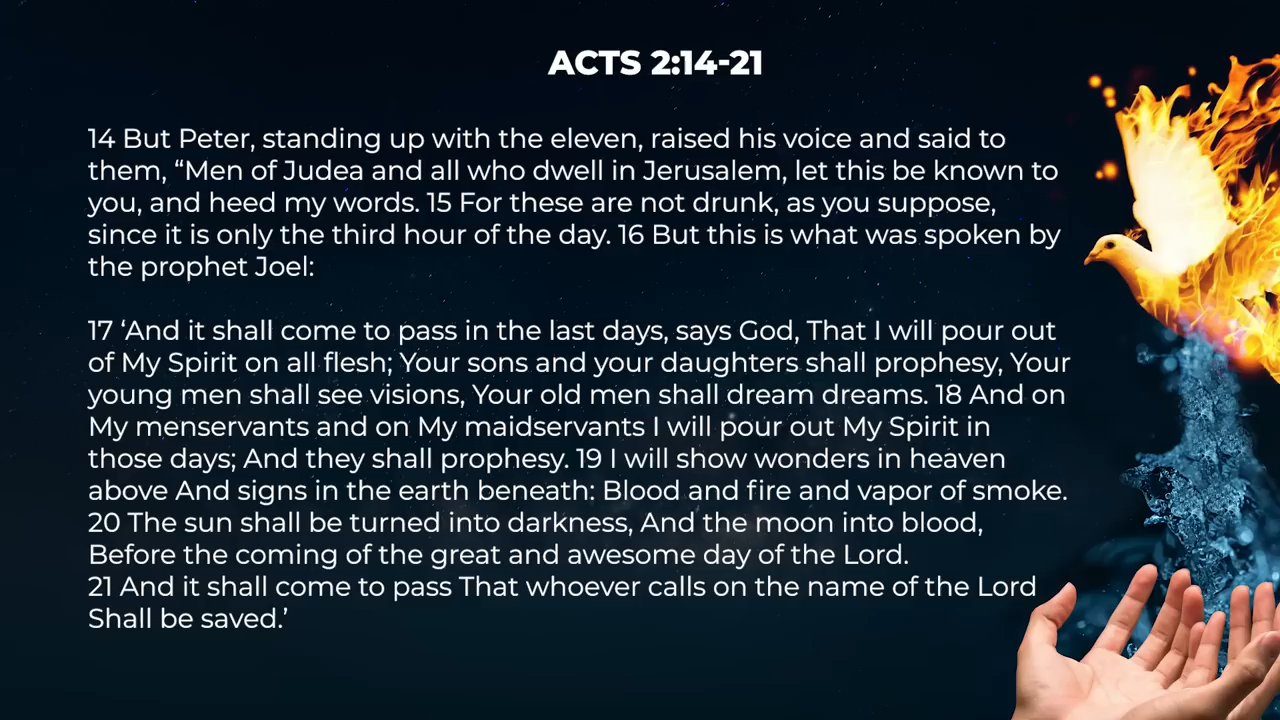 ACTS 2:14-21
14 But Peter, standing up with the eleven, raised his voice and said to
them, “Men of Judea and all who dwell in Jerusalem, let this be known to
you, and heed my words. 15 For these are not drunk, as you suppose,
since it is only the third hour of the day. 16 But this is what was spoken by
the prophet Joel:
17 ‘And it shall come to pass in the last days, says God, That I will pour out
of My Spirit on all flesh; Your sons and your daughters shall prophesy, Your
young men shall see visions, Your old men shall dream dreams. 18 And on
My menservants and on My maidservants I will pour out My Spirit in
those days; And they shall prophesy. 19 I will show wonders in heaven
above And signs in the earth beneath: Blood and fire and vapor of smoke.
20 The sun shall be turned into darkness, And the moon into blood,
Before the coming of the great and awesome day of the Lord.
21 And it shall come to pass That whoever calls on the name of the Lord
Shall be saved.’